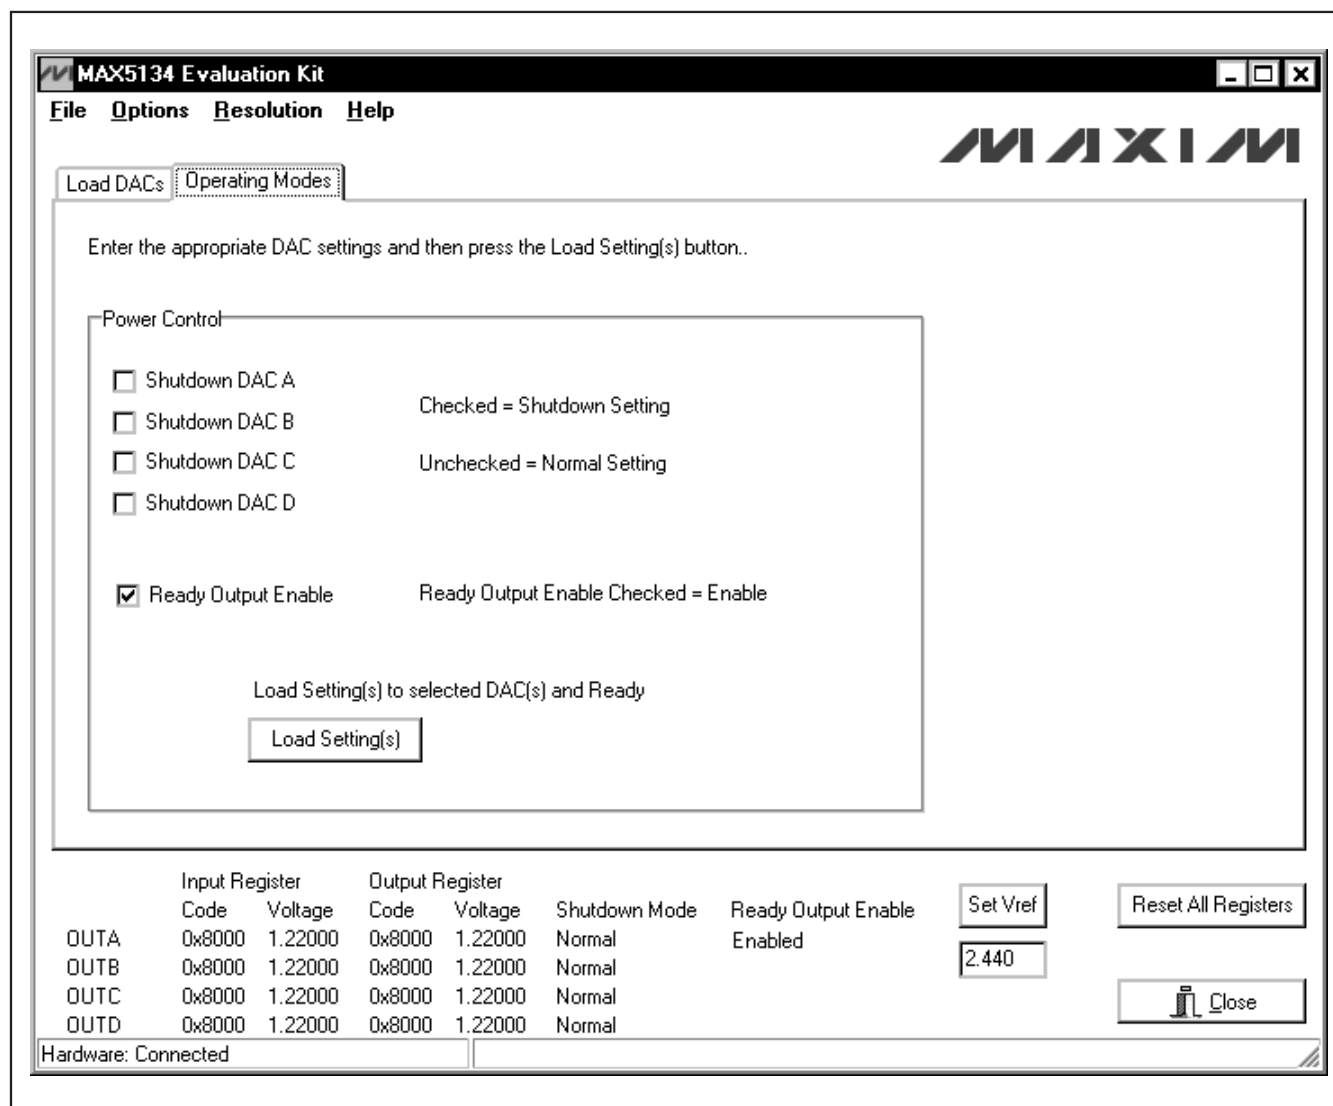 MAX5134 Evaluation Kit
File Options Resolution Help
MAXIM
Load DACs Operating Modes
Enter the appropriate DAC settings and then press the Load Setting(s) button..
Power Control
Shutdown DAC A
Checked = Shutdown Setting
Shutdown DAC B
Shutdown DAC C
Unchecked = Normal Setting
Shutdown DAC D
Ready Output Enable Ready Output Enable Checked = Enable
Load Setting(s) to selected DAC(s) and Ready
Load Setting(s)
Input Register Output Register
Code Voltage Code Voltage Shutdown Mode Ready Output Enable Set Vref Reset All Registers
OUTA 0x8000 1.22000 0x8000 1.22000 Normal Enabled
OUTB 0x8000 1.22000 0x8000 1.22000 Normal 2.440
OUTC 0x8000 1.22000 0x8000 1.22000 Normal Close
OUTD 0x8000 1.22000 0x8000 1.22000 Normal
Hardware: Connected